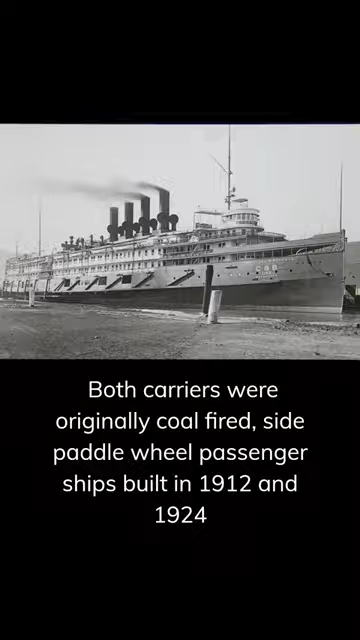 Both carriers were
originally coal fired, side
paddle wheel passenger
ships built in 1912 and
1924